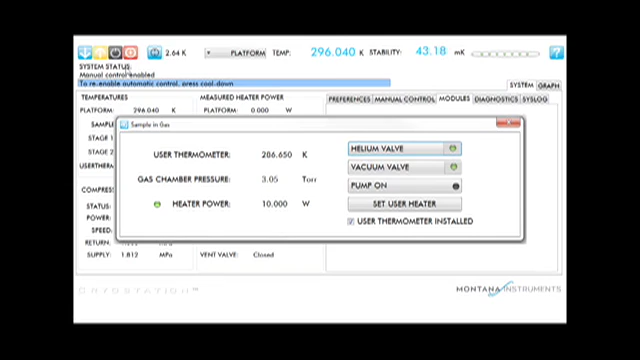 2.64 K PLATFORM TEMP: 296.040 K STABILITY: 43.18 mK
SYSTEM STATUS
Manual control enabled
To re-enable automatic control, press cool-down
SYSTEM GRAPH
TEMPERATURES MEASURED HEATER POWER
PREFERENCES MANUAL CONTROL MODULES DIAGNOSTICS SYSLOG
PLATFORM: 296.040 K PLATFORM: 0.000 W
SAMPL
STAGE 1
STAGE 2
USERTHERM
COMPRES
STATUS:
POWER:
SPEED:
RETURN:
SUPPLY: 1.812 MPa VENT VALVE: Closed
Sample in Gas
USER THERMOMETER: 286.650 K
GAS CHAMBER PRESSURE: 3.05 Torr
HEATER POWER: 10.000 W
HELIUM VALVE
VACUUM VALVE
PUMP ON
SET USER HEATER
USER THERMOMETER INSTALLED
CRYOSTATION™
MONTANA INSTRUMENTS